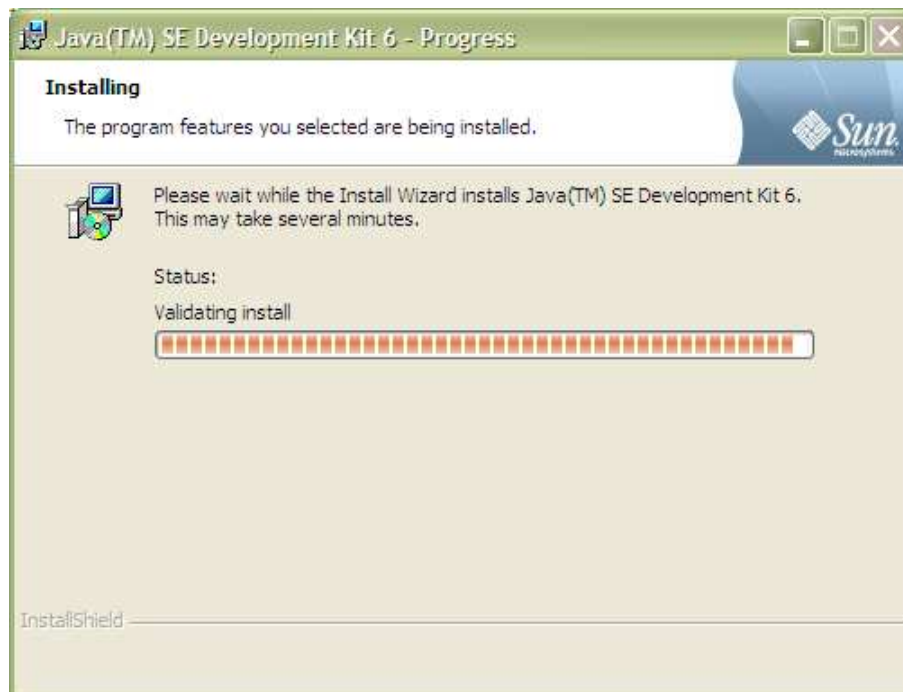 Java(TM) SE Development Kit 6 - Progress
Installing
The program features you selected are being installed.
Sun
microsystems
Please wait while the Install Wizard installs Java(TM) SE Development Kit 6.
This may take several minutes.
Status:
Validating install
InstallShield